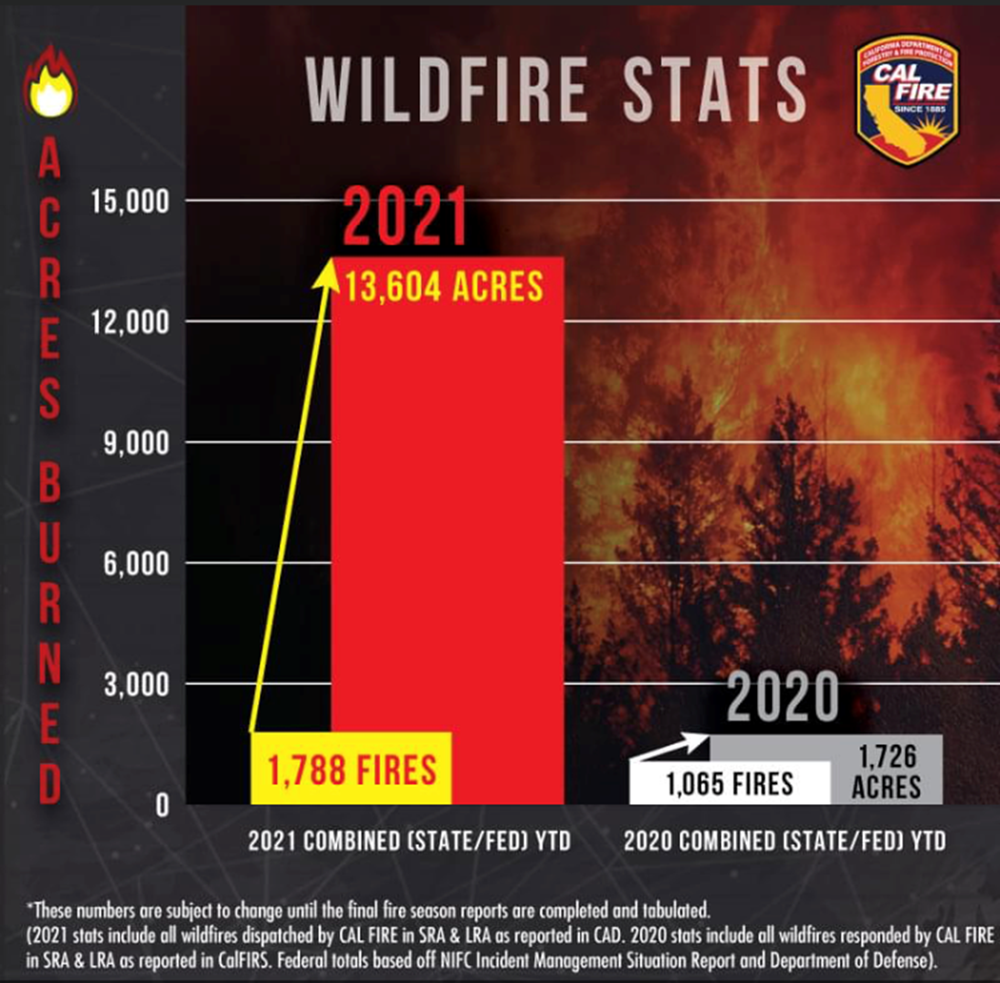 WILDFIRE STATS
CALIFORNIA DEPARTMENT OF
FORESTRY & FIRE PROTECTION
CAL
FIRE
SINCE 1885
ACRES BURNED
15,000
12,000
9,000
6,000
3,000
0
2021
13,604 ACRES
1,788 FIRES
2020
1,065 FIRES
1,726
ACRES
2021 COMBINED (STATE/FED) YTD
2020 COMBINED (STATE/FED) YTD
*These numbers are subject to change until the final fire season reports are completed and tabulated.
(2021 stats include all wildfires dispatched by CAL FIRE in SRA & LRA as reported in CAD. 2020 stats include all wildfires responded by CAL FIRE
in SRA & LRA as reported in CalFIRS. Federal totals based off NIFC Incident Management Situation Report and Department of Defense).